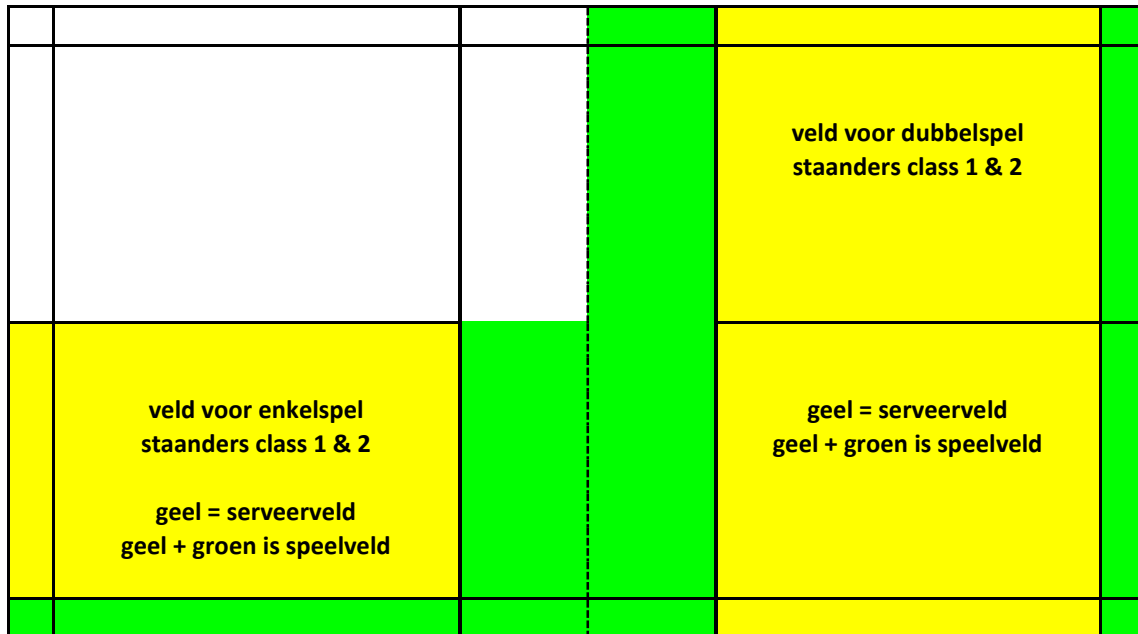 veld voor dubbelspel
staanders class 1 & 2
veld voor enkelspel
staanders class 1 & 2
geel = serveerveld
geel + groen is speelveld
geel = serveerveld
geel + groen is speelveld